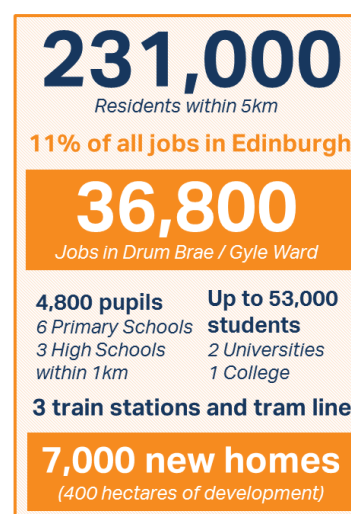 231,000
Residents within 5km
11% of all jobs in Edinburgh
36,800
Jobs in Drum Brae / Gyle Ward
4,800 pupils
6 Primary Schools
3 High Schools
within 1km
Up to 53,000
students
2 Universities
1 College
3 train stations and tram line
7,000 new homes
(400 hectares of development)